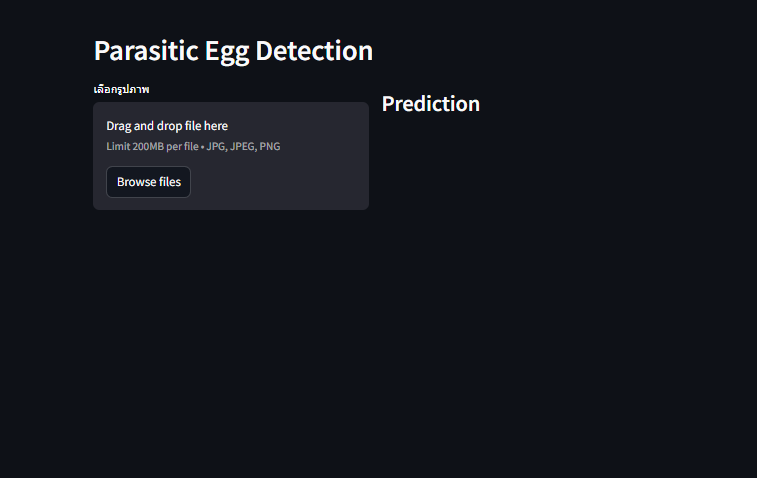 Parasitic Egg Detection
เลือกรูปภาพ
Drag and drop file here
Limit 200MB per file • JPG, JPEG, PNG
Browse files
Prediction